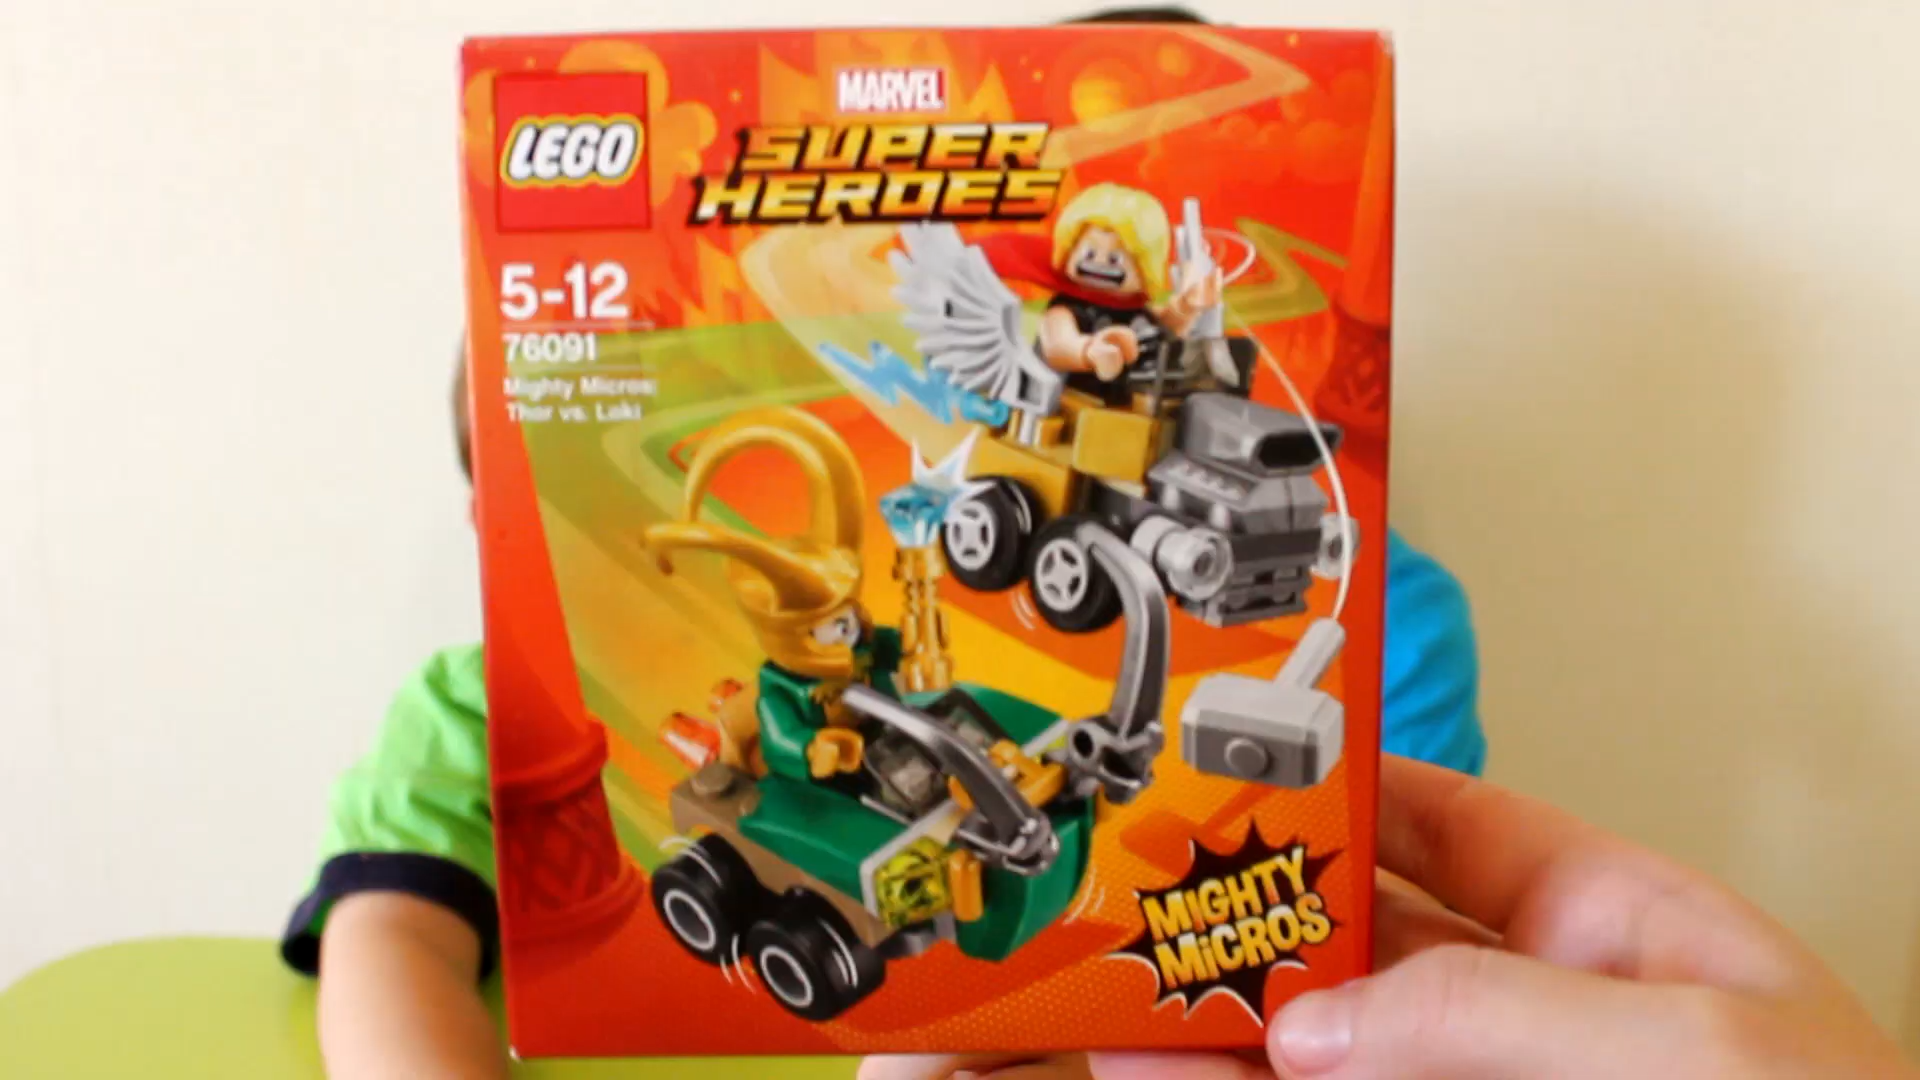 LEGO
MARVEL
SUPER
HEROES
5-12
76091
Mighty Micros:
Thor vs. Loki
MIGHTY
MiCROS